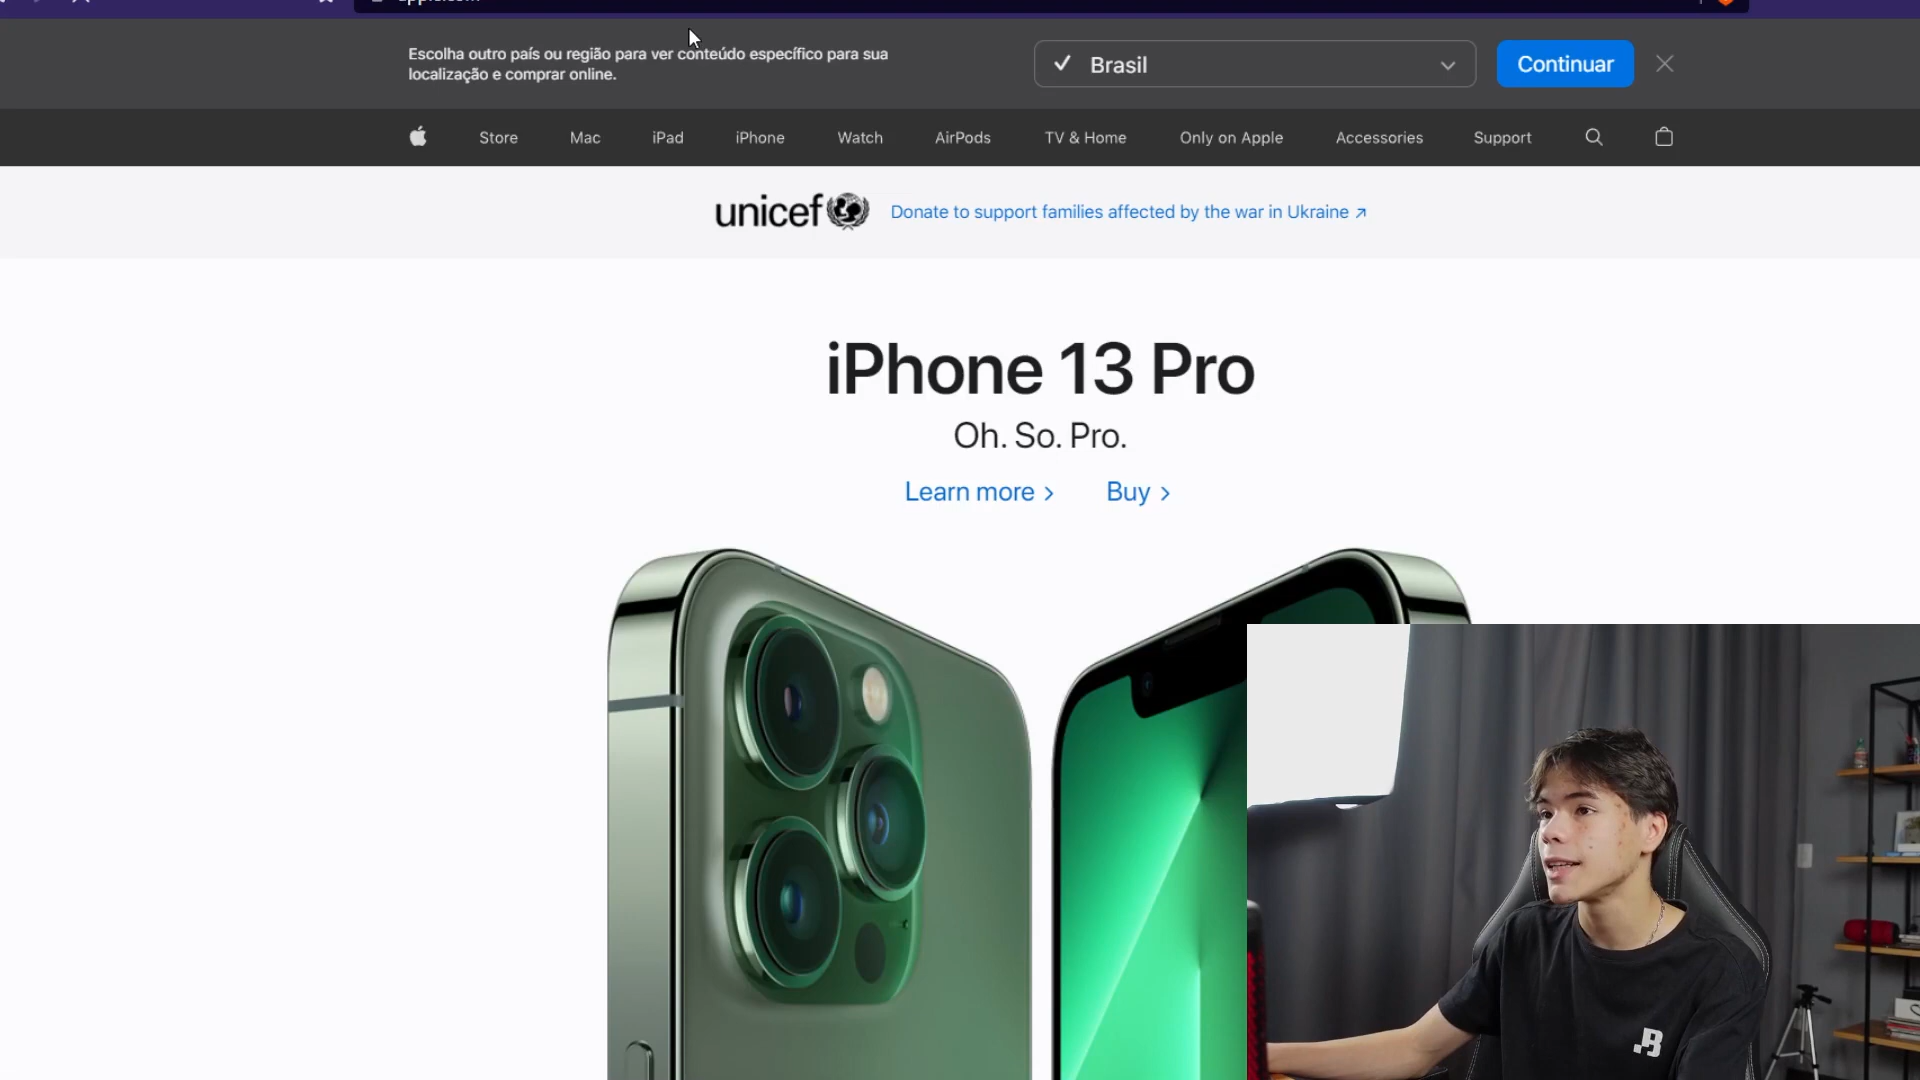 Escolha outro país ou região para ver conteúdo específico para sua
localização e comprar online.
Brasil
Continuar
Store Mac iPad iPhone Watch AirPods TV & Home Only on Apple Accessories Support
unicef Donate to support families affected by the war in Ukraine
iPhone 13 Pro
Oh. So. Pro.
Learn more Buy
B